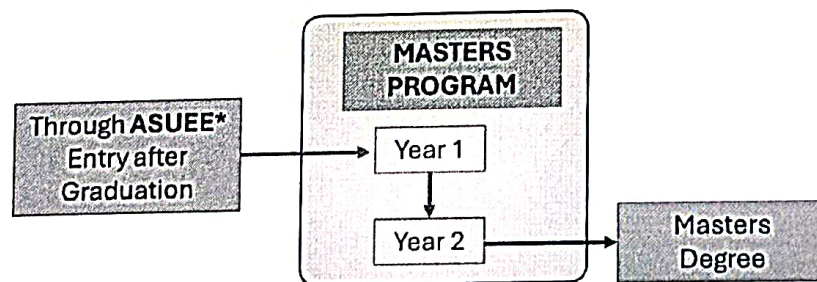 MASTERS
PROGRAM
Through ASUEE*
Entry after
Graduation
Year 1
Year 2
Masters
Degree